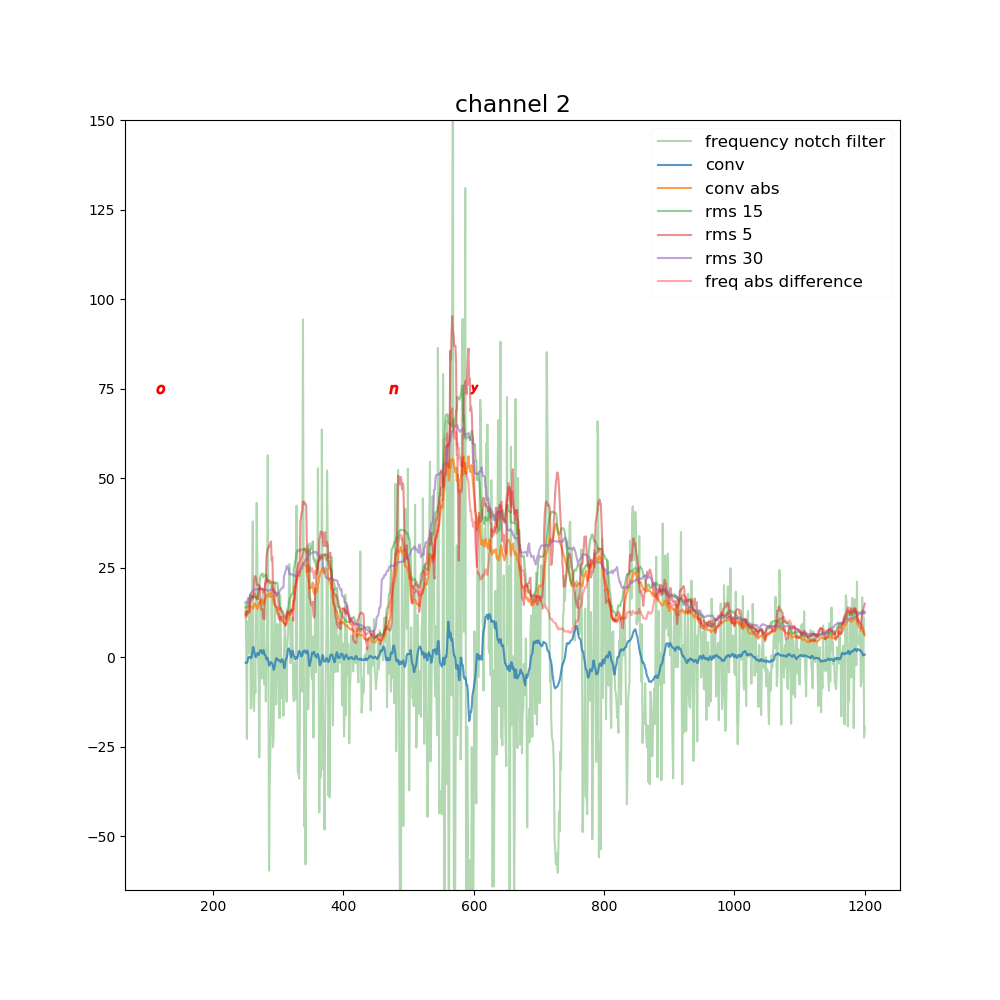 channel 2
150
125
100
75
50
25
0
−25
−50
200 400 600 800 1000 1200
frequency notch filter
conv
conv abs
rms 15
rms 5
rms 30
freq abs difference
o n y